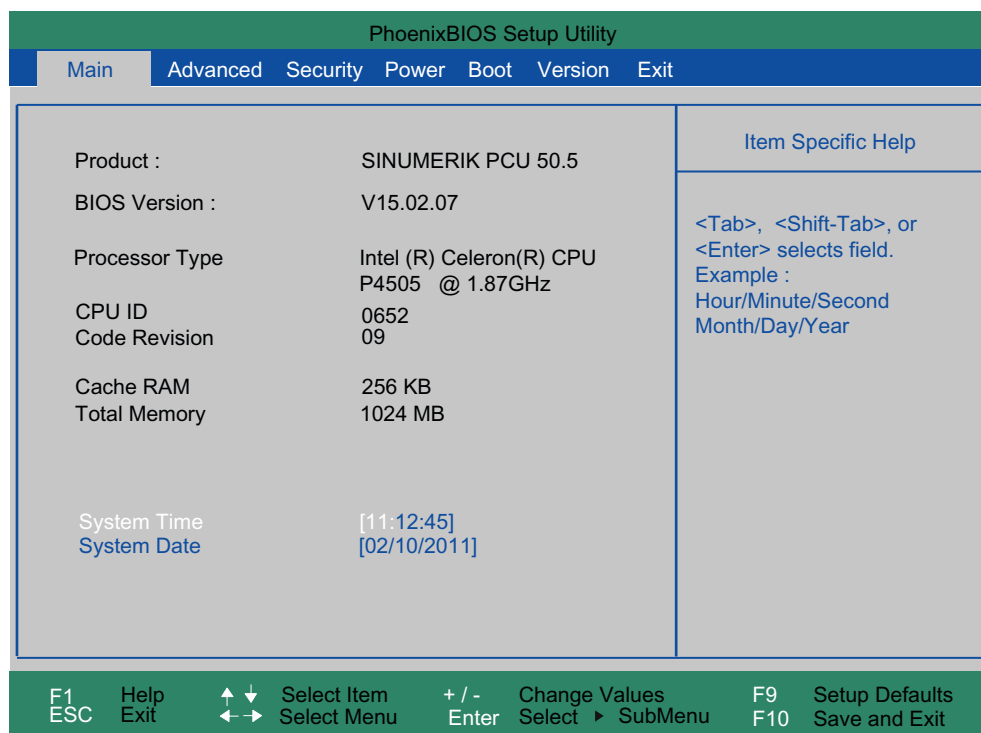 PhoenixBIOS Setup Utility
Main Advanced Security Power Boot Version Exit
Product : SINUMERIK PCU 50.5
BIOS Version : V15.02.07
Processor Type Intel (R) Celeron(R) CPU
P4505 @ 1.87GHz
CPU ID 0652
Code Revision 09
Cache RAM 256 KB
Total Memory 1024 MB
System Time [11:12:45]
System Date [02/10/2011]
Item Specific Help
<Tab>, <Shift-Tab>, or
<Enter> selects field.
Example :
Hour/Minute/Second
Month/Day/Year
F1 Help Select Item + / - Change Values F9 Setup Defaults
ESC Exit Select Menu Enter Select ▶ SubMenu F10 Save and Exit